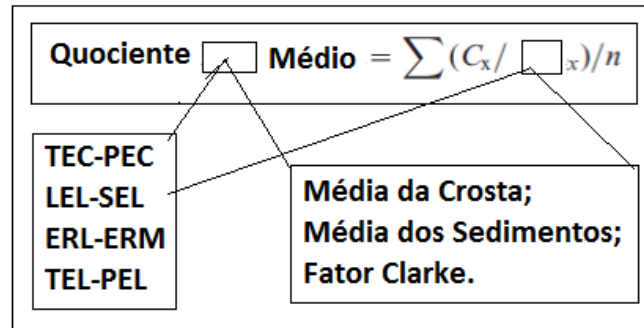 Quociente Médio = ∑ (Cx / x)/n
TEC-PEC
LEL-SEL
ERL-ERM
TEL-PEL
Média da Crosta;
Média dos Sedimentos;
Fator Clarke.